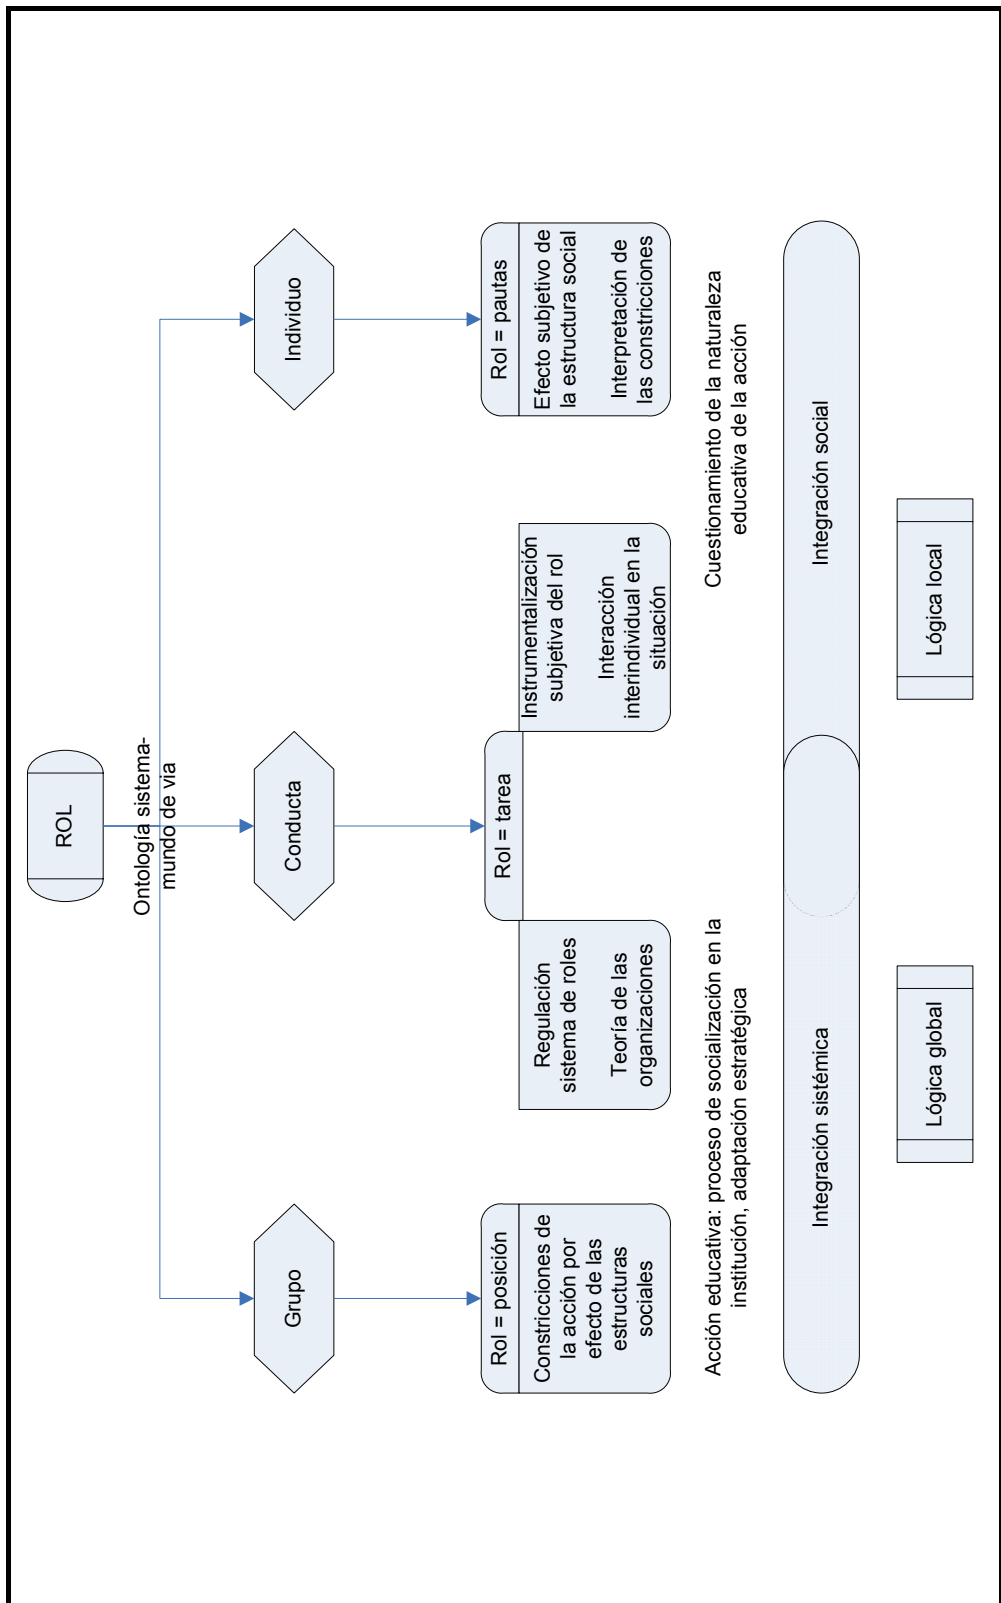 ROL
Ontología sistema-
mundo de via
Grupo
Conducta
Individuo
Rol = posición
Constricciones de
la acción por
efecto de las
estructuras
sociales
Rol = tarea
Regulación
sistema de roles
Teoría de las
organizaciones
Instrumentalización
subjetiva del rol
Interacción
interindividual en la
situación
Rol = pautas
Efecto subjetivo de
la estructura social
Interpretación de
las constricciones
Acción educativa: proceso de socialización en la
institución, adaptación estratégica
Cuestionamiento de la naturaleza
educativa de la acción
Integración sistémica
Integración social
Lógica global
Lógica local